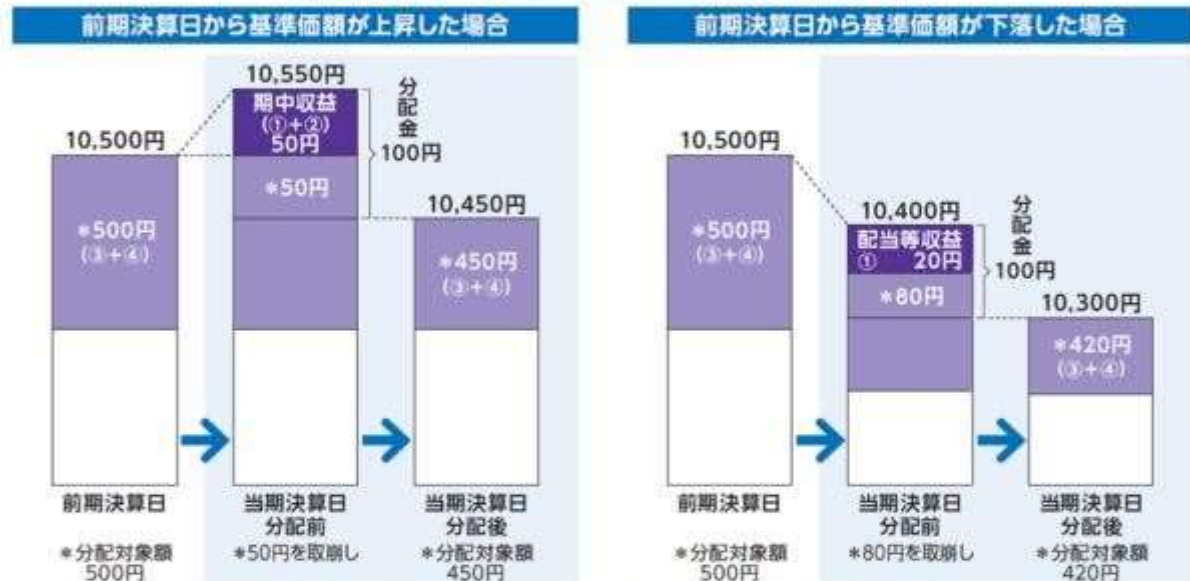 前期決算日から基準価額が上昇した場合
10,550円
期中収益
(①+②)
50円
分配金
100円
10,500円
*50円
10,450円
*500円
(③+④)
*450円
(③+④)
前期決算日
当期決算日
分配前
当期決算日
分配後
*分配対象額
500円
*50円を取崩し
*分配対象額
450円
前期決算日から基準価額が下落した場合
10,500円
10,400円
配当等収益
① 20円
分配金
100円
*80円
10,300円
*500円
(③+④)
*420円
(③+④)
前期決算日
当期決算日
分配前
当期決算日
分配後
*分配対象額
500円
*80円を取崩し
*分配対象額
420円